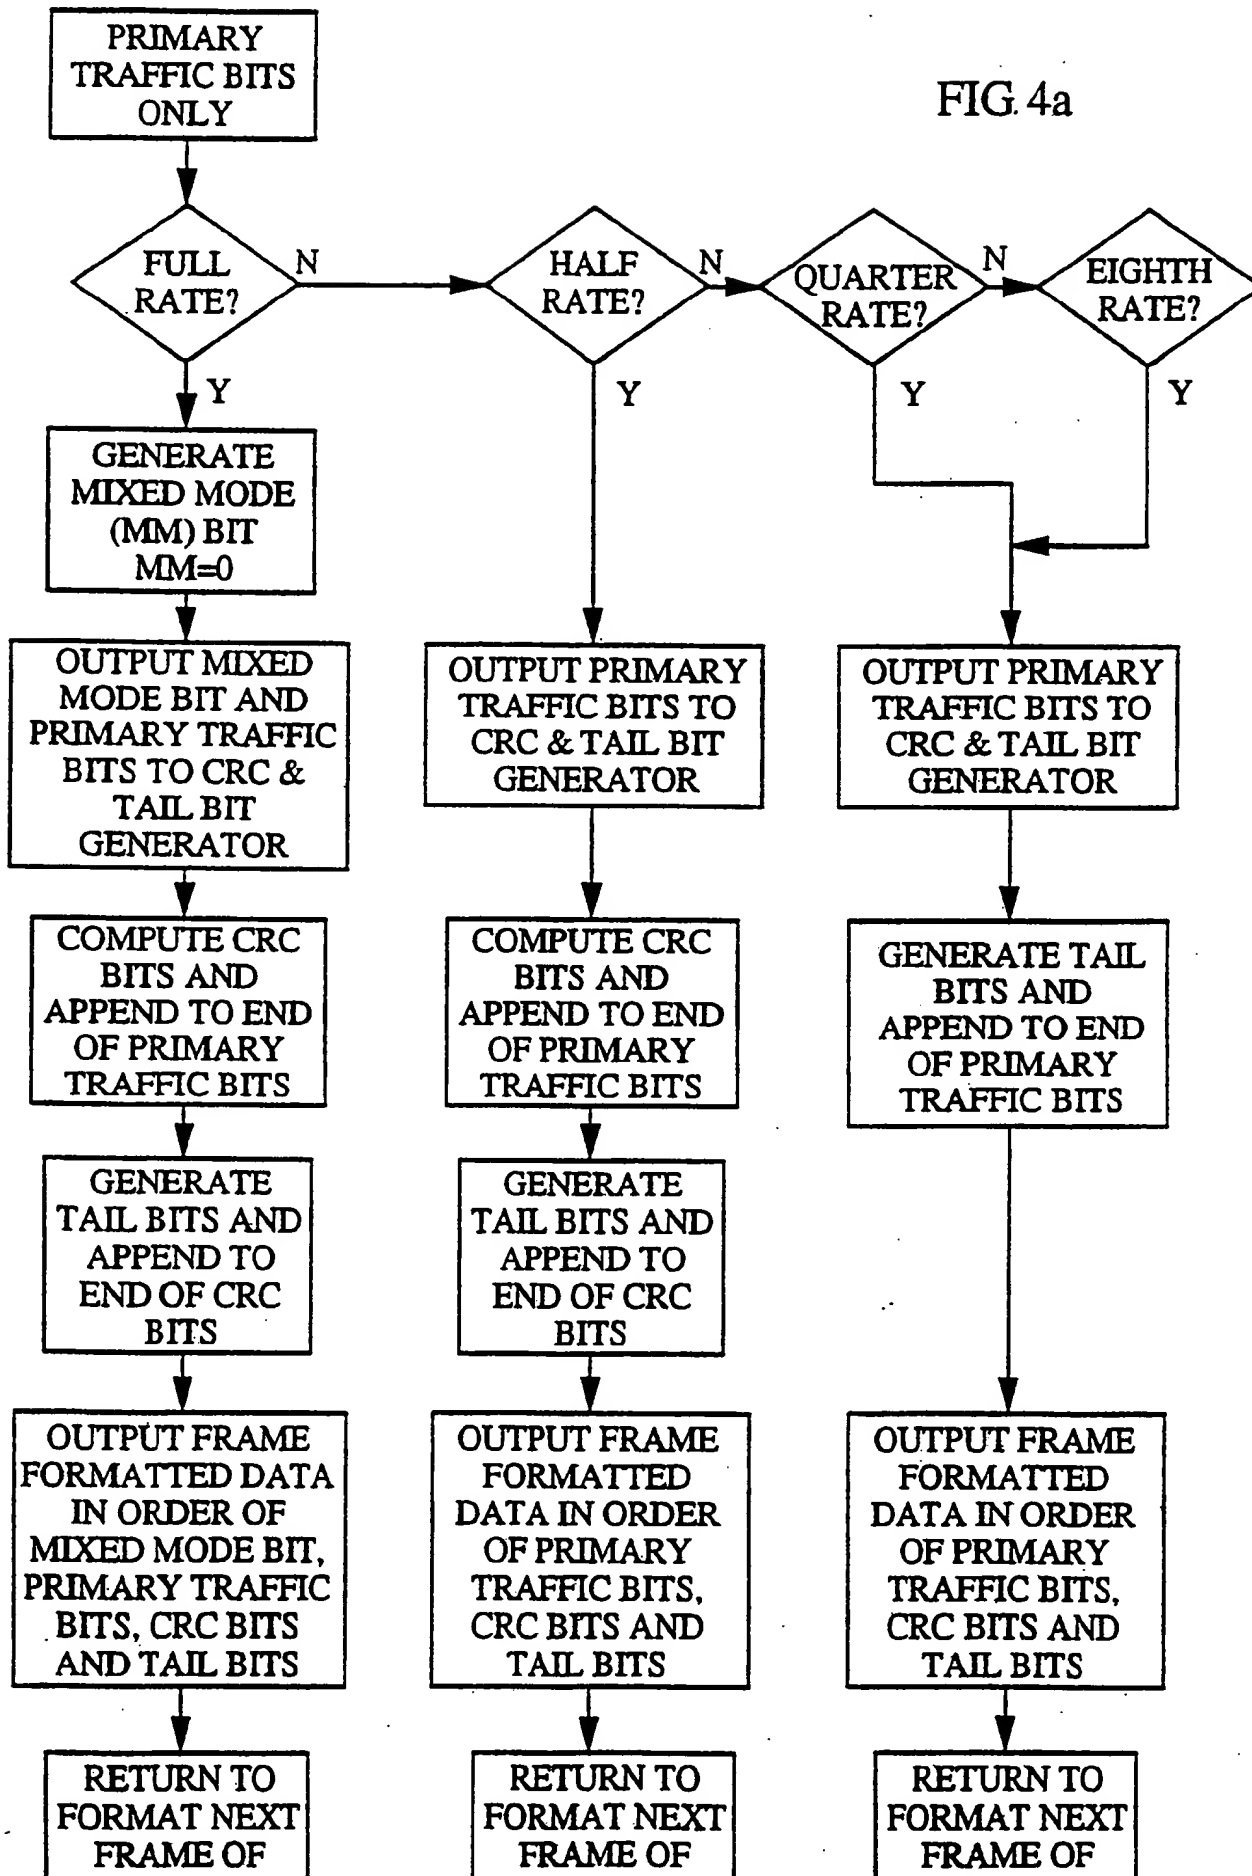 PRIMARY
TRAFFIC BITS
ONLY
FIG. 4a
FULL
RATE?
N
HALF
RATE?
N
QUARTER
RATE?
N
EIGHTH
RATE?
Y
Y
Y
Y
GENERATE
MIXED MODE
(MM) BIT
MM=0
OUTPUT MIXED
MODE BIT AND
PRIMARY TRAFFIC
BITS TO CRC &
TAIL BIT
GENERATOR
COMPUTE CRC
BITS AND
APPEND TO END
OF PRIMARY
TRAFFIC BITS
GENERATE
TAIL BITS AND
APPEND TO
END OF CRC
BITS
OUTPUT FRAME
FORMATTED DATA
IN ORDER OF
MIXED MODE BIT,
PRIMARY TRAFFIC
BITS, CRC BITS
AND TAIL BITS
RETURN TO
FORMAT NEXT
FRAME OF
OUTPUT PRIMARY
TRAFFIC BITS TO
CRC & TAIL BIT
GENERATOR
COMPUTE CRC
BITS AND
APPEND TO END
OF PRIMARY
TRAFFIC BITS
GENERATE
TAIL BITS AND
APPEND TO
END OF CRC
BITS
OUTPUT FRAME
FORMATTED
DATA IN ORDER
OF PRIMARY
TRAFFIC BITS,
CRC BITS AND
TAIL BITS
RETURN TO
FORMAT NEXT
FRAME OF
OUTPUT PRIMARY
TRAFFIC BITS TO
CRC & TAIL BIT
GENERATOR
GENERATE TAIL
BITS AND
APPEND TO END
OF PRIMARY
TRAFFIC BITS
OUTPUT FRAME
FORMATTED
DATA IN ORDER
OF PRIMARY
TRAFFIC BITS,
CRC BITS AND
TAIL BITS
RETURN TO
FORMAT NEXT
FRAME OF